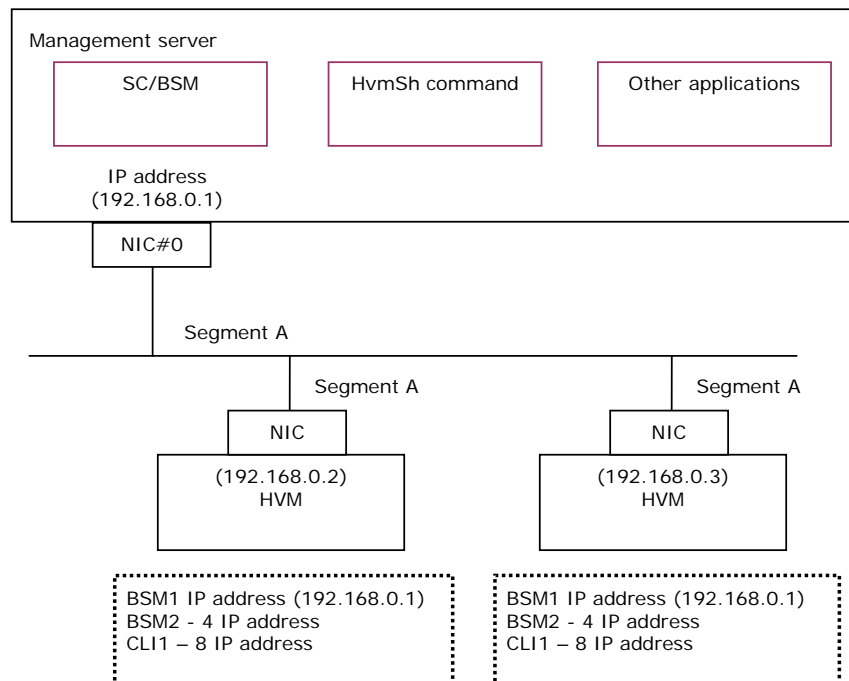 Management server
SC/BSM
HvmSh command
Other applications
IP address
(192.168.0.1)
NIC#0
Segment A
Segment A
Segment A
NIC
NIC
(192.168.0.2)
HVM
(192.168.0.3)
HVM
BSM1 IP address (192.168.0.1)
BSM2 - 4 IP address
CLI1 – 8 IP address
BSM1 IP address (192.168.0.1)
BSM2 - 4 IP address
CLI1 – 8 IP address